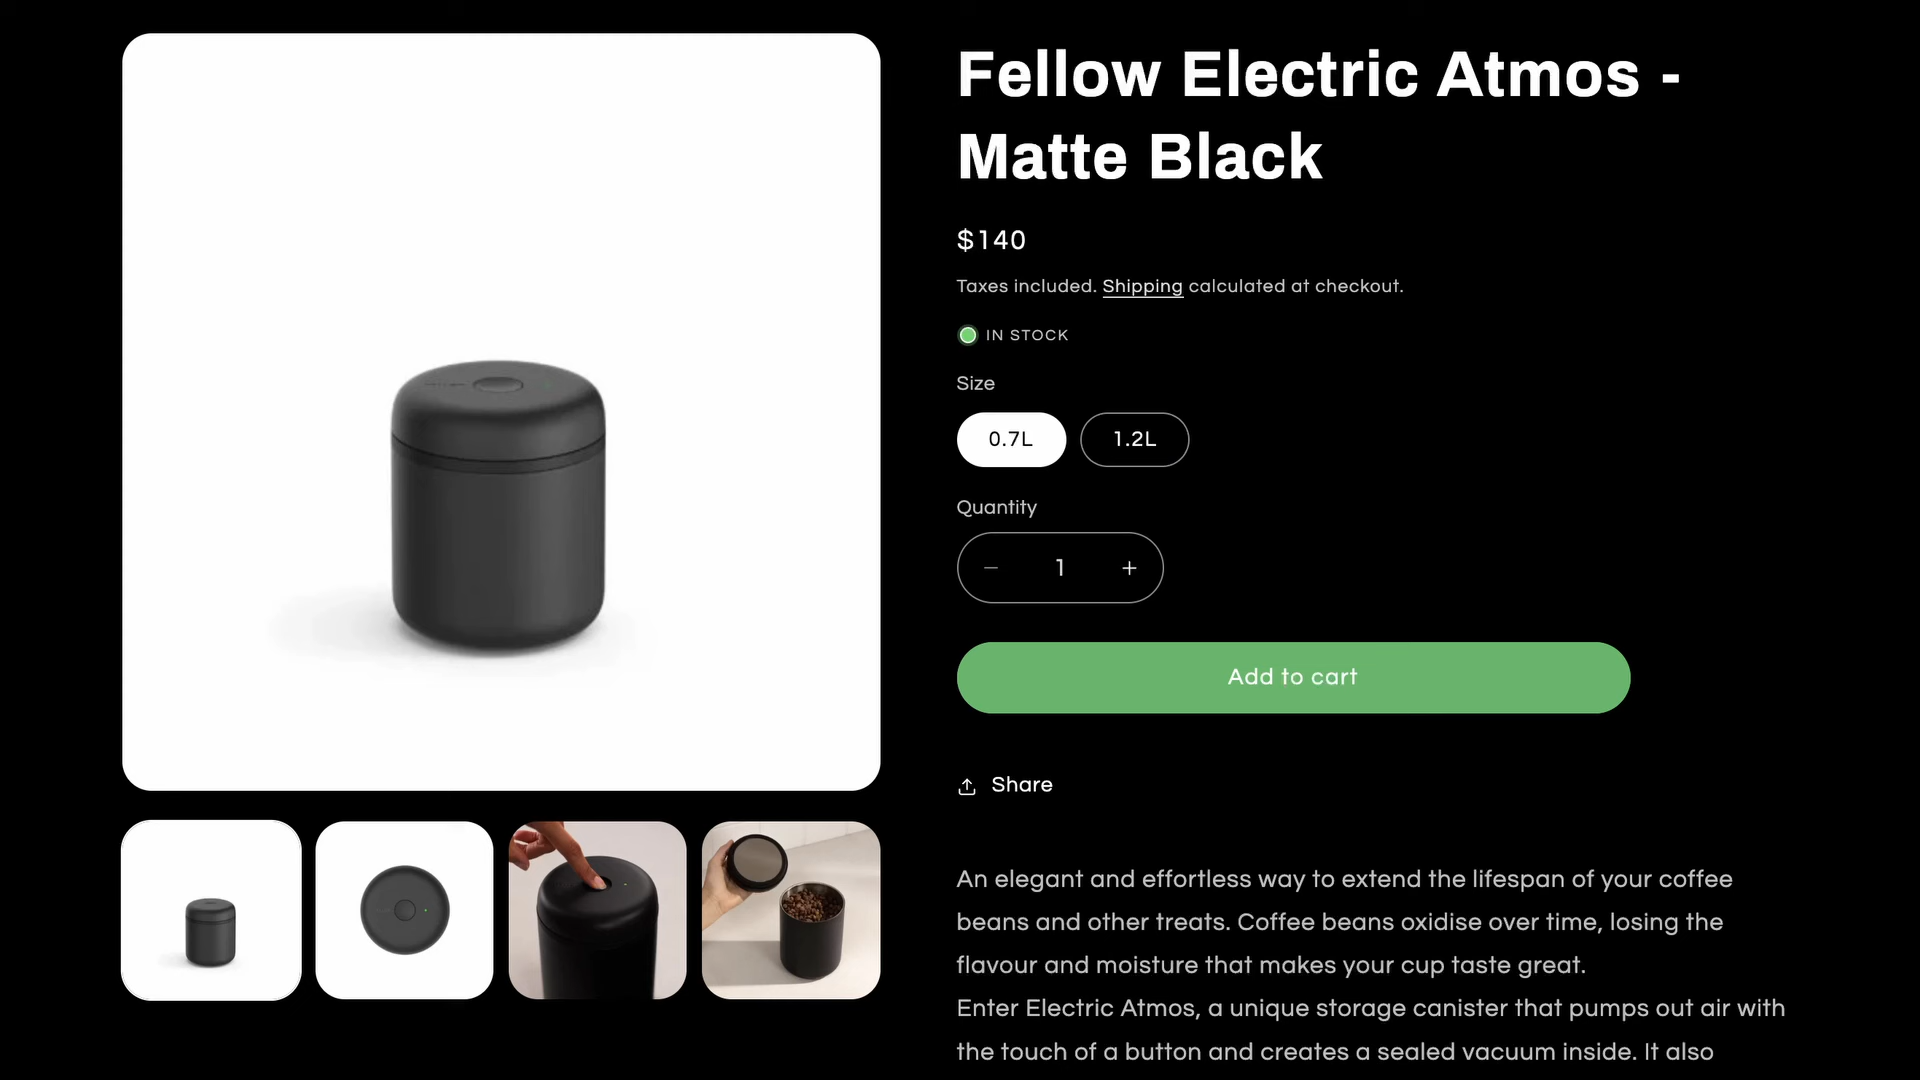 Fellow Electric Atmos -
Matte Black
$140
Taxes included. Shipping calculated at checkout.
IN STOCK
Size
0.7L
1.2L
Quantity
− 1 +
Add to cart
Share
An elegant and effortless way to extend the lifespan of your coffee
beans and other treats. Coffee beans oxidise over time, losing the
flavour and moisture that makes your cup taste great.
Enter Electric Atmos, a unique storage canister that pumps out air with
the touch of a button and creates a sealed vacuum inside. It also